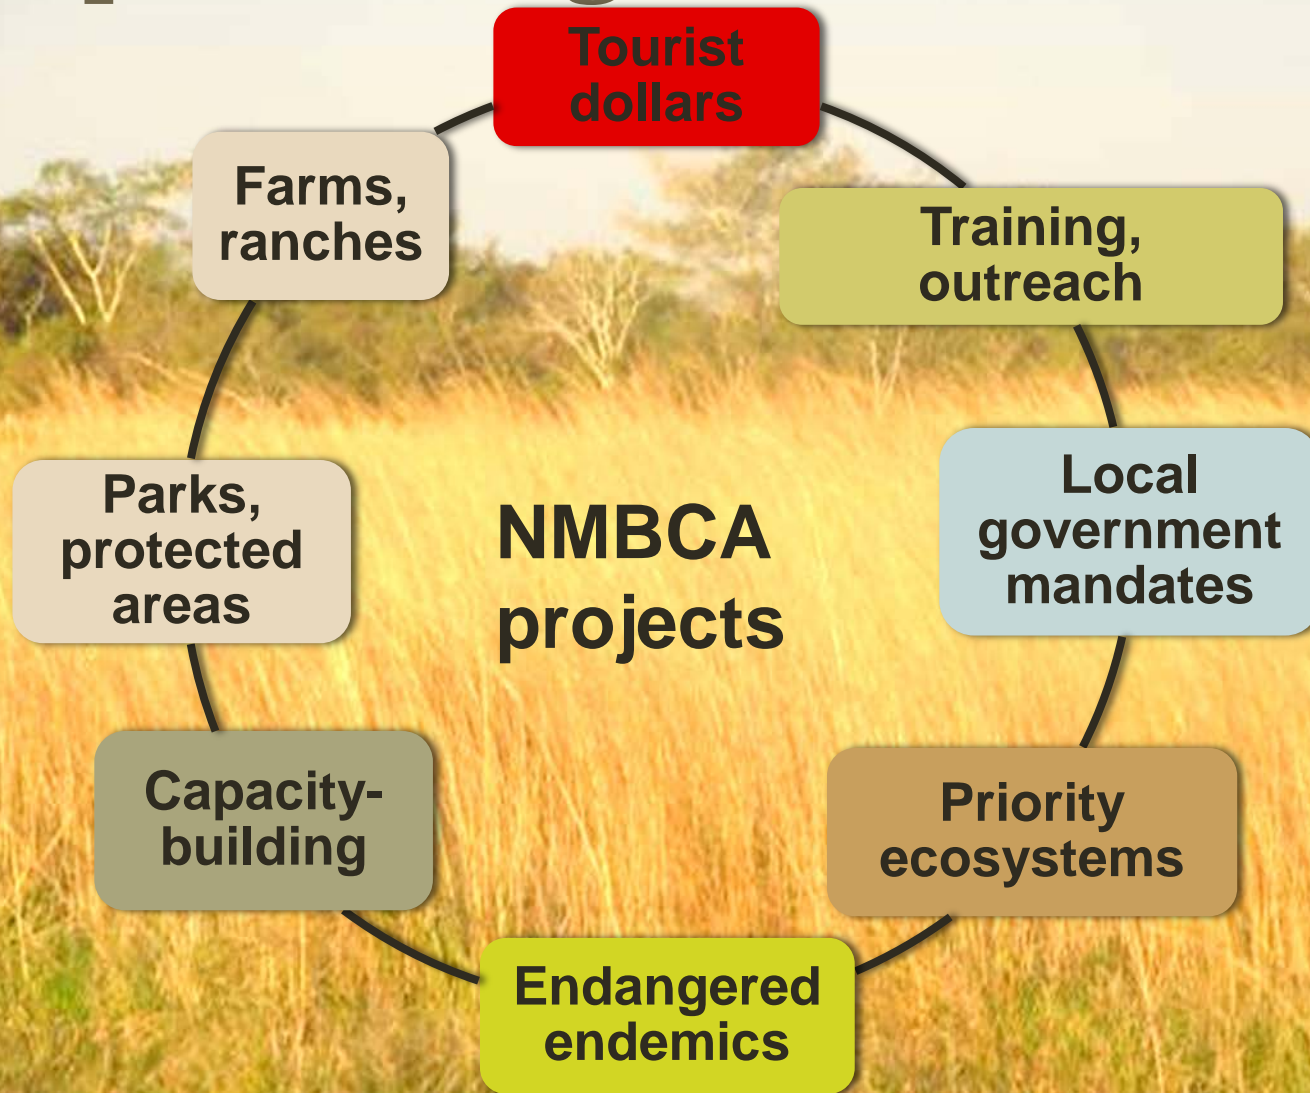 Tourist
dollars
Training,
outreach
Local
government
mandates
Priority
ecosystems
Endangered
endemics
Capacity-
building
Parks,
protected
areas
Farms,
ranches
NMBCA
projects